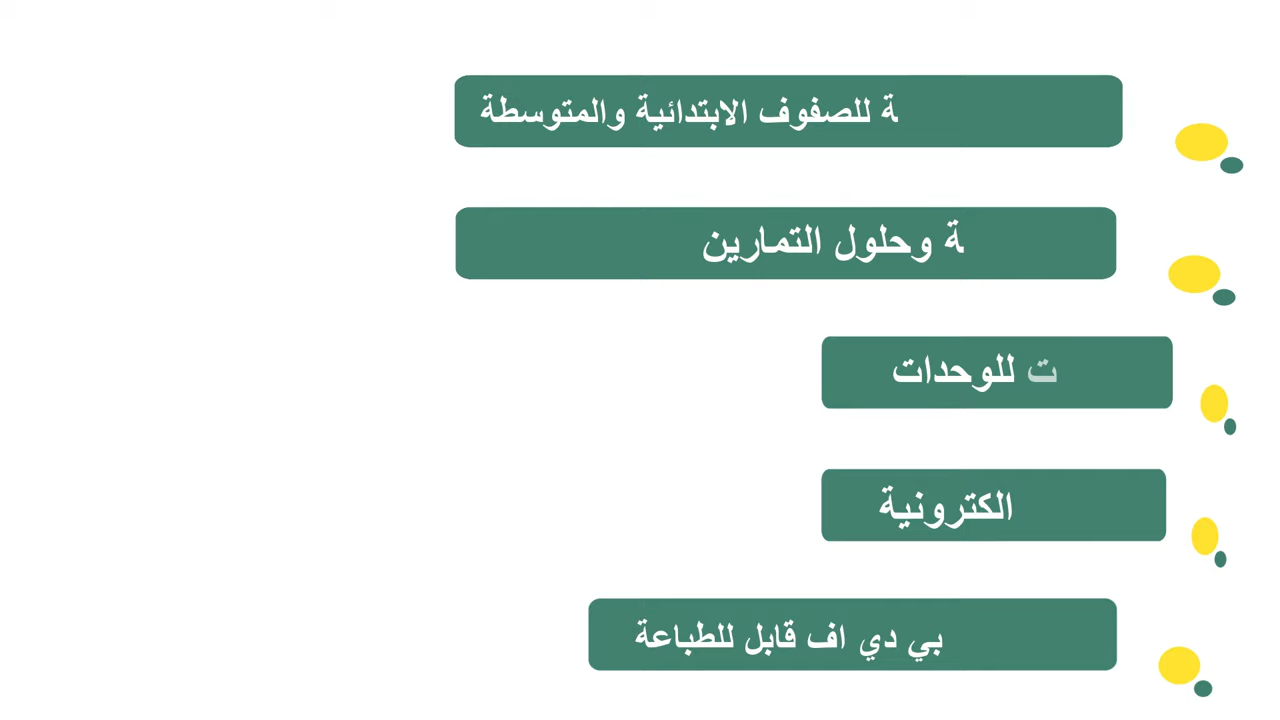 ة للصفوف الابتدائية والمتوسطة
ة وحلول التمارين
ت للوحدات
الكترونية
بي دي اف قابل للطباعة